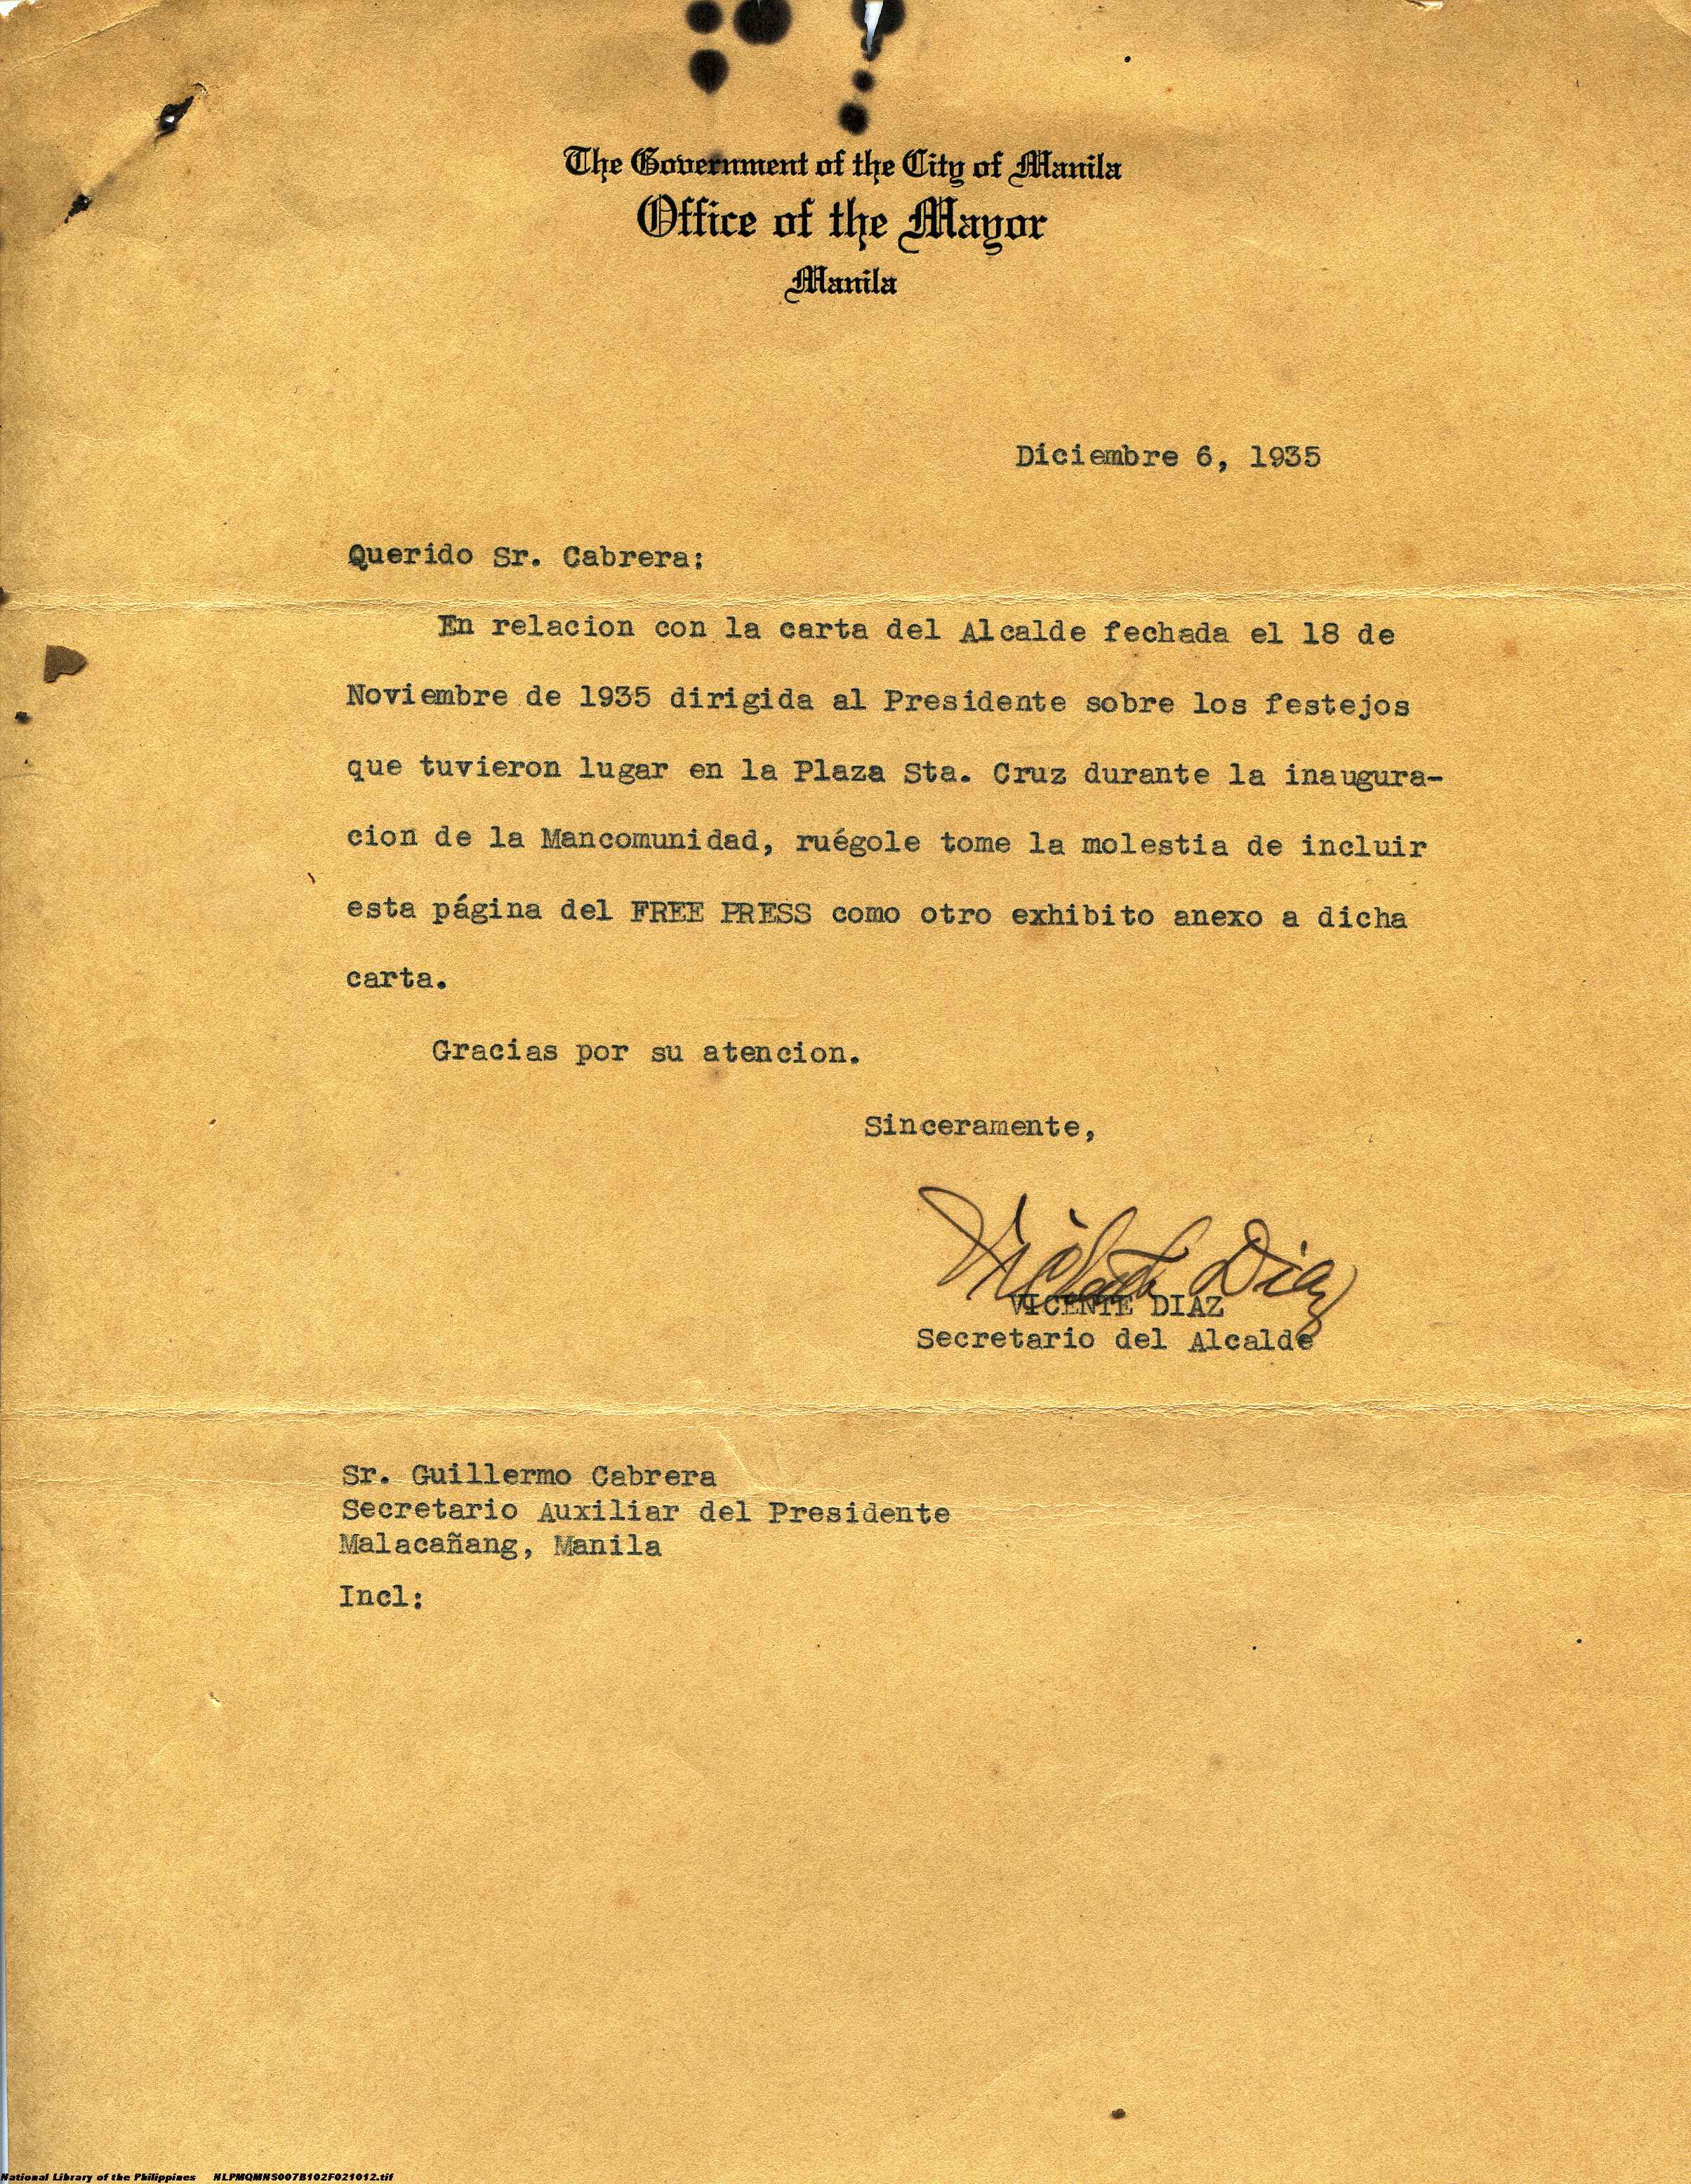 The Government of the City of Manila
Office of the Mayor
Manila
Diciembre 6, 1935
Querido Sr. Cabrera:
En relacion con la carta del Alcalde fechada el 18 de
Noviembre de 1935 dirigida al Presidente sobre los festejos
que tuvieron lugar en la Plaza Sta. Cruz durante la inaugura-
cion de la Mancomunidad, ruégole tome la molestia de incluir
esta página del FREE PRESS como otro exhibito anexo a dicha
carta.
Gracias por su atencion.
Sinceramente,
Vicente Diaz
VICENTE DIAZ
Secretario del Alcalde
Sr. Guillermo Cabrera
Secretario Auxiliar del Presidente
Malacañang, Manila
Incl:
National Library of the Philippines NLPMQMNS007B102F021012.tif